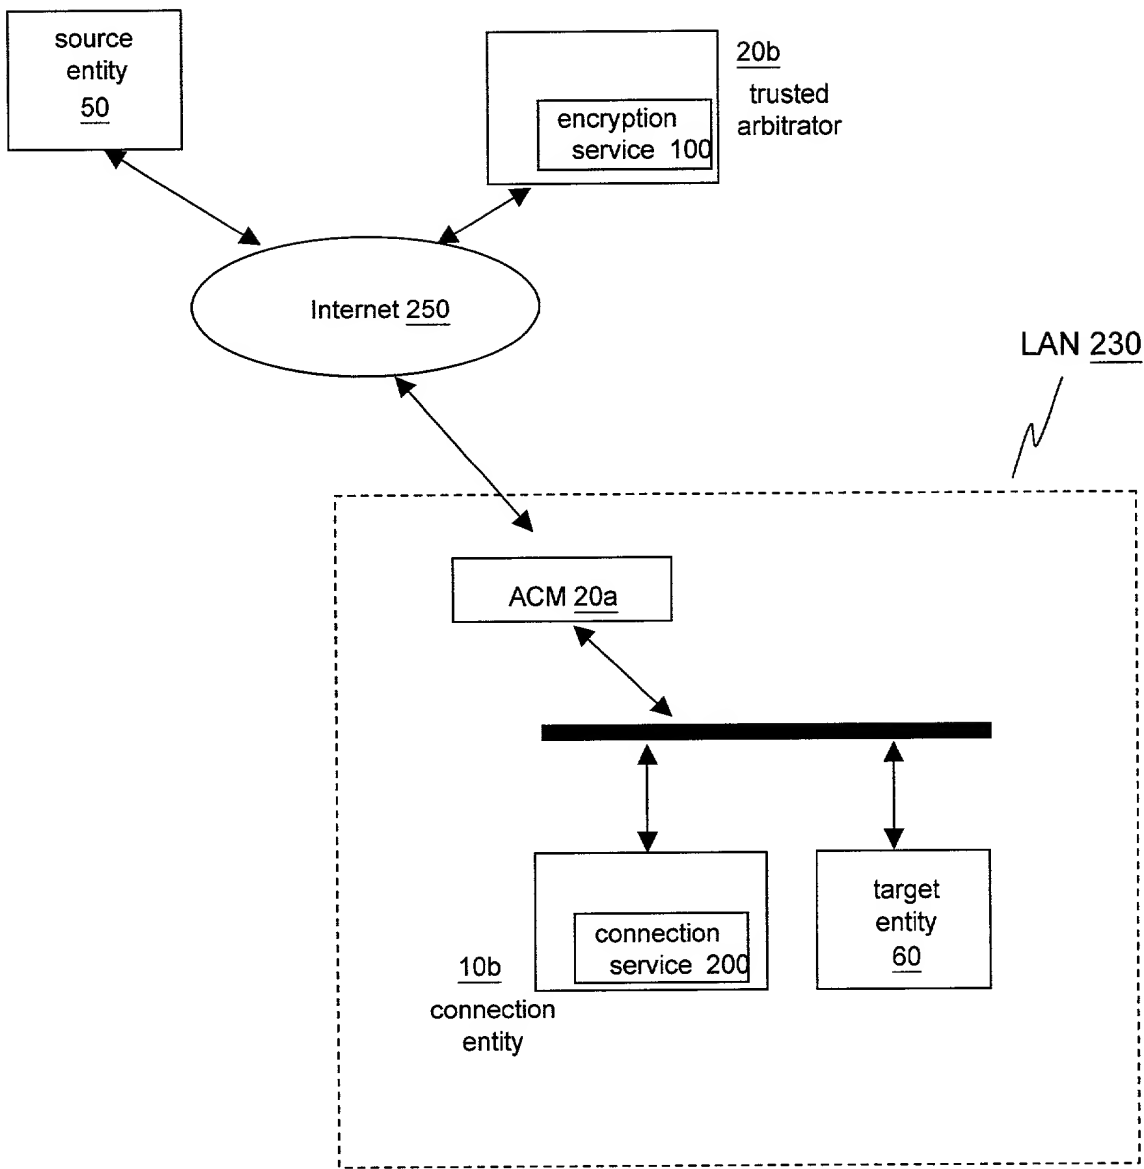 source
entity
50
20b
trusted
arbitrator
encryption
service 100
Internet 250
LAN 230
ACM 20a
connection
service 200
10b
connection
entity
target
entity
60